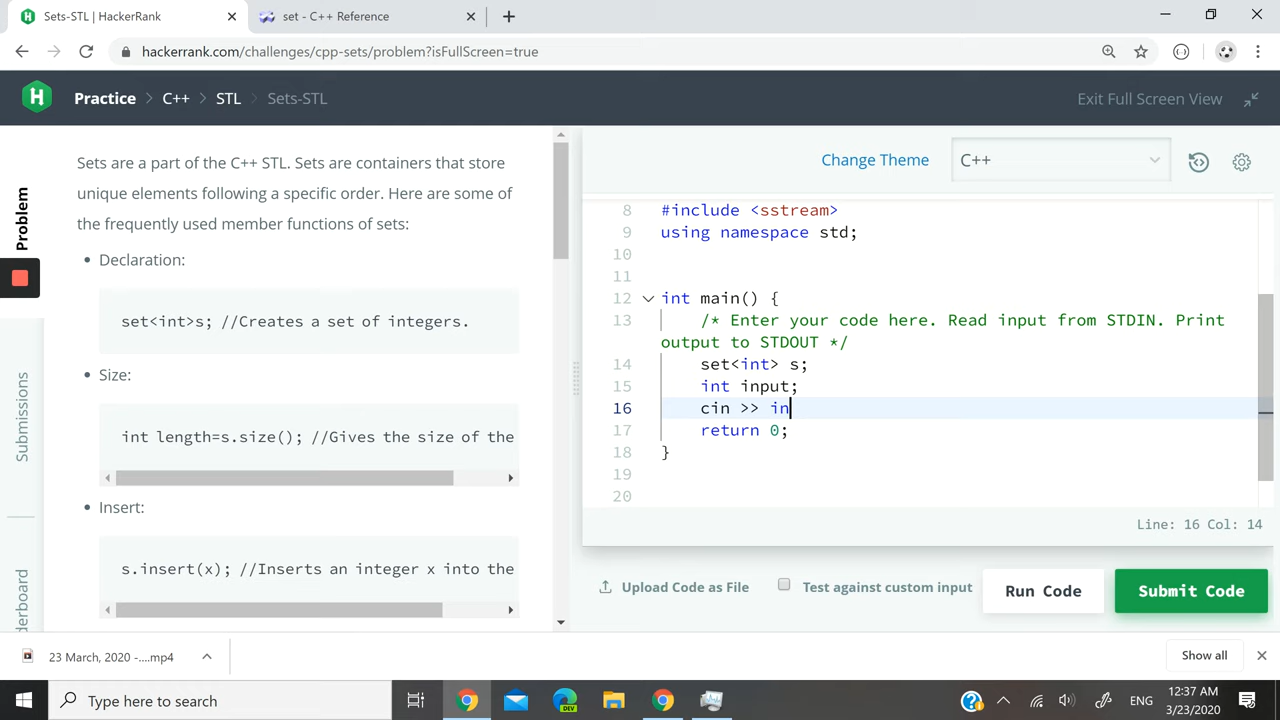 Sets-STL | HackerRank
set - C++ Reference
hackerrank.com/challenges/cpp-sets/problem?isFullScreen=true
H
Practice
C++
STL
Sets-STL
Exit Full Screen View
Problem
Submissions
derboard
Sets are a part of the C++ STL. Sets are containers that store
unique elements following a specific order. Here are some of
the frequently used member functions of sets:
Declaration:
set<int>s; //Creates a set of integers.
Size:
int length=s.size(); //Gives the size of the
Insert:
s.insert(x); //Inserts an integer x into the
Change Theme
C++
8 #include <sstream>
9 using namespace std;
10
11
12 int main() {
13 /* Enter your code here. Read input from STDIN. Print
output to STDOUT */
14 set<int> s;
15 int input;
16 cin >> in
17 return 0;
18 }
19
20
Line: 16 Col: 14
Upload Code as File
Test against custom input
Run Code
Submit Code
23 March, 2020 -....mp4
Show all
Type here to search
DEV
ENG
12:37 AM
3/23/2020